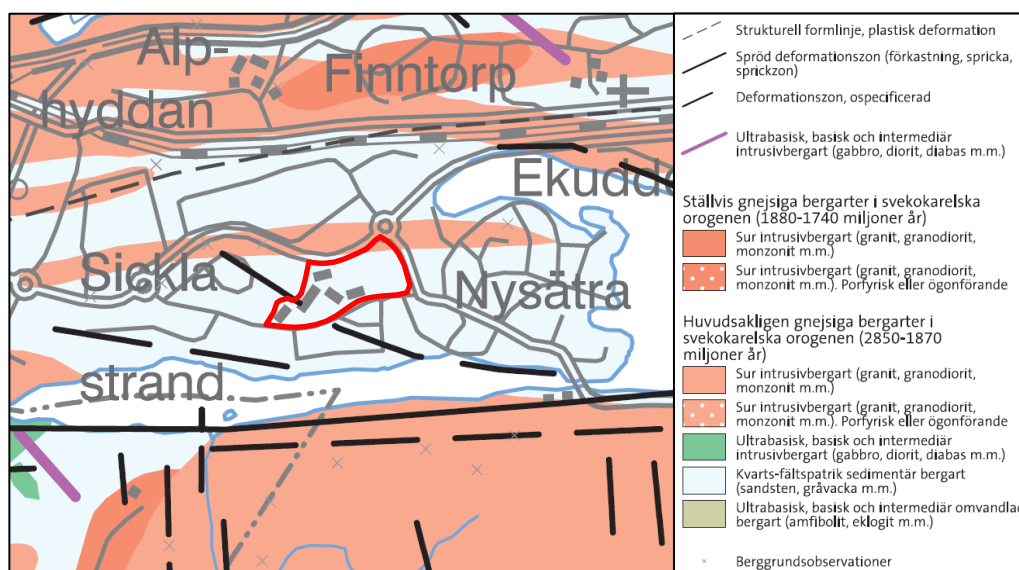 Alp-
hyddan
Finntorp
Ekudd
Sickla
Nysätra
strand
Strukturell formlinje, plastisk deformation
Spröd deformationszon (förkastning, spricka,
sprickzon)
Deformationszon, ospecificerad
Ultrabasisk, basisk och intermediär
intrusivbergart (gabbro, diorit, diabas m.m.)
Ställvis gnejsiga bergarter i svekokarelska
orogenen (1880-1740 miljoner år)
Sur intrusivbergart (granit, granodiorit,
monzonit m.m.)
Sur intrusivbergart (granit, granodiorit,
monzonit m.m.). Porfyrisk eller ögonförande
Huvudsakligen gnejsiga bergarter i
svekokarelska orogenen (2850-1870
miljoner år)
Sur intrusivbergart (granit, granodiorit,
monzonit m.m.)
Sur intrusivbergart (granit, granodiorit,
monzonit m.m.). Porfyrisk eller ögonförande
Ultrabasisk, basisk och intermediär
intrusivbergart (gabbro, diorit, diabas m.m.)
Kvarts-fältspatrik sedimentär bergart
(sandsten, gråvacka m.m.)
Ultrabasisk, basisk och intermediär omvandlad
bergart (amfibolit, eklogit m.m.)
Berggrundsobservationer